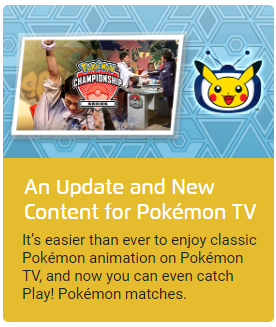 Pokémon
CHAMPIONSHIP
SERIES
An Update and New
Content for Pokémon TV
It’s easier than ever to enjoy classic
Pokémon animation on Pokémon
TV, and now you can even catch
Play! Pokémon matches.